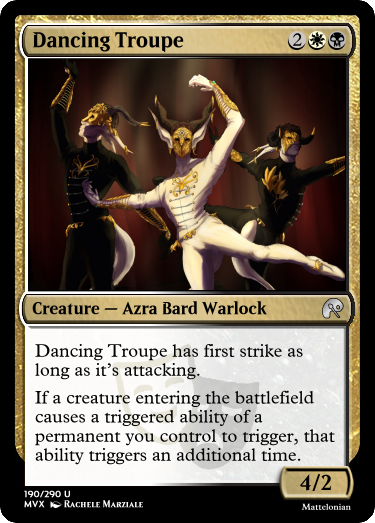 Dancing Troupe 2
Creature — Azra Bard Warlock
Dancing Troupe has first strike as
long as it's attacking.
If a creature entering the battlefield
causes a triggered ability of a
permanent you control to trigger, that
ability triggers an additional time.
4/2
190/290 U
MVX Rachele Marziale
Mattelonian